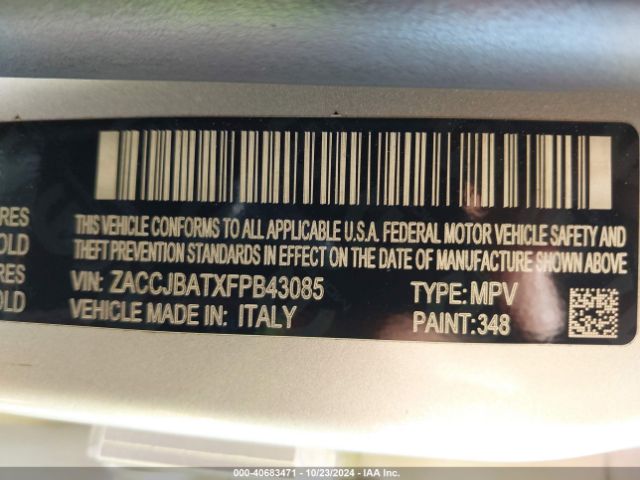 THIS VEHICLE CONFORMS TO ALL APPLICABLE U.S.A. FEDERAL MOTOR VEHICLE SAFETY AND
THEFT PREVENTION STANDARDS IN EFFECT ON THE DATE OF MANUFACTURE SHOWN ABOVE
VIN: ZACCJBATXFPB43085 TYPE: MPV
VEHICLE MADE IN: ITALY PAINT: 348
RES
OLD
RES
OLD
000-40683471 - 10/23/2024 - IAA Inc.